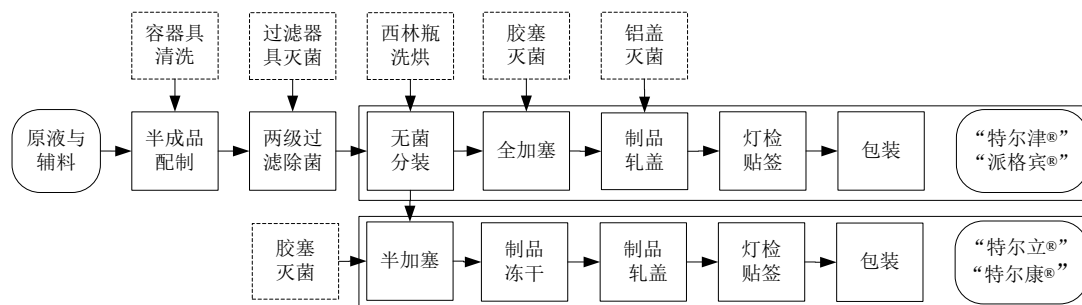 容器具
清洗
过滤器
具灭菌
西林瓶
洗烘
胶塞
灭菌
铝盖
灭菌
原液与
辅料
半成品
配制
两级过
滤除菌
无菌
分装
全加塞
制品
轧盖
灯检
贴签
包装
“特尔津®”
“派格宾®”
胶塞
灭菌
半加塞
制品
冻干
制品
轧盖
灯检
贴签
包装
“特尔立®”
“特尔康®”